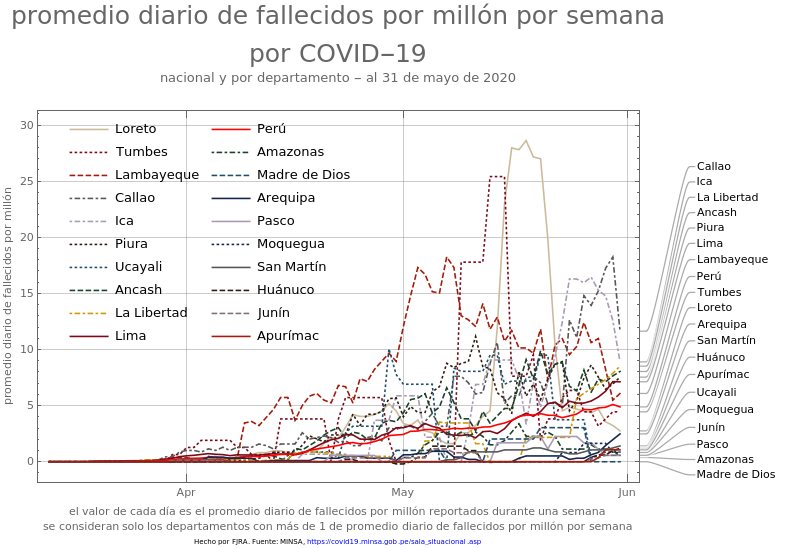 promedio diario de fallecidos por millón por semana
por COVID−19
nacional y por departamento − al 31 de mayo de 2020
promedio diario de fallecidos por millón
30
25
20
15
10
5
0
Apr
May
Jun
Loreto
Tumbes
Lambayeque
Callao
Ica
Piura
Ucayali
Ancash
La Libertad
Lima
Perú
Amazonas
Madre de Dios
Arequipa
Pasco
Moquegua
San Martín
Huánuco
Junín
Apurímac
Callao
Ica
La Libertad
Ancash
Piura
Lima
Lambayeque
Perú
Tumbes
Loreto
Arequipa
San Martín
Huánuco
Apurímac
Ucayali
Moquegua
Junín
Pasco
Amazonas
Madre de Dios
el valor de cada día es el promedio diario de fallecidos por millón reportados durante una semana
se consideran solo los departamentos con más de 1 de promedio diario de fallecidos por millón por semana
Hecho por FJRA. Fuente: MINSA, https://covid19.minsa.gob.pe/sala_situacional.asp